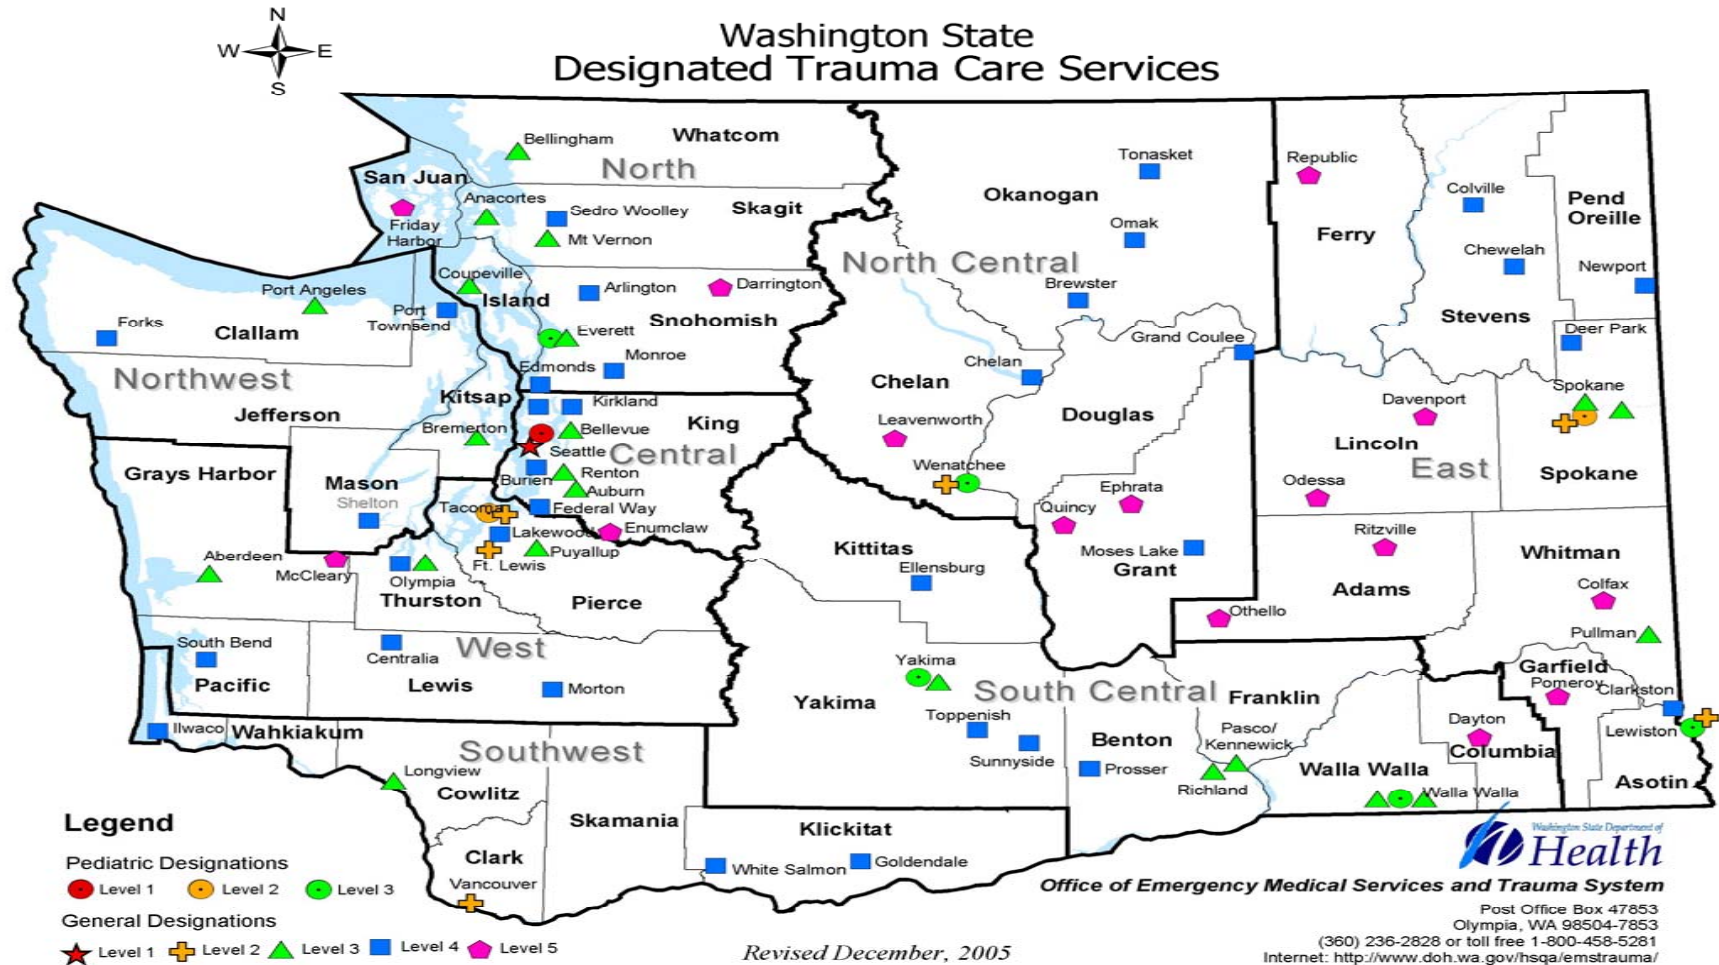 N
W E
S
Washington State
Designated Trauma Care Services
Bellingham
Whatcom
North
San Juan
Anacortes
Friday
Harbor
Sedro Woolley
Skagit
Mt Vernon
Coupeville
Island
Arlington
Darrington
Snohomish
Port Angeles
Port
Townsend
Forks
Clallam
Everett
Monroe
Edmonds
Northwest
Jefferson
Kitsap
Bremerton
Kirkland
King
Bellevue
Seattle
Central
Burien
Renton
Auburn
Federal Way
Enumclaw
Grays Harbor
Mason
Shelton
Tacoma
Lakewood
Puyallup
Ft. Lewis
Aberdeen
McCleary
Olympia
Thurston
Pierce
South Bend
Pacific
Centralia
West
Lewis
Morton
Ilwaco
Wahkiakum
Southwest
Longview
Cowlitz
Skamania
Clark
Vancouver
Tonasket
Okanogan
Omak
North Central
Brewster
Grand Coulee
Chelan
Chelan
Douglas
Leavenworth
Wenatchee
Ephrata
Quincy
Moses Lake
Grant
Kittitas
Ellensburg
Othello
Yakima
Yakima
South Central
Toppenish
Sunnyside
Benton
Prosser
Franklin
Pasco/
Kennewick
Richland
Klickitat
White Salmon
Goldendale
Republic
Ferry
Colville
Pend
Oreille
Chewelah
Newport
Stevens
Deer Park
Spokane
Davenport
Lincoln
East
Spokane
Odessa
Ritzville
Adams
Whitman
Colfax
Pullman
Garfield
Pomeroy
Clarkston
Lewiston
Dayton
Columbia
Walla Walla
Walla Walla
Asotin
Legend
Pediatric Designations
Level 1 Level 2 Level 3
General Designations
Level 1 Level 2 Level 3 Level 4 Level 5
Revised December, 2005
Washington State Department of
Health
Office of Emergency Medical Services and Trauma System
Post Office Box 47853
Olympia, WA 98504-7853
(360) 236-2828 or toll free 1-800-458-5281
Internet: http://www.doh.wa.gov/hsqa/emstrauma/